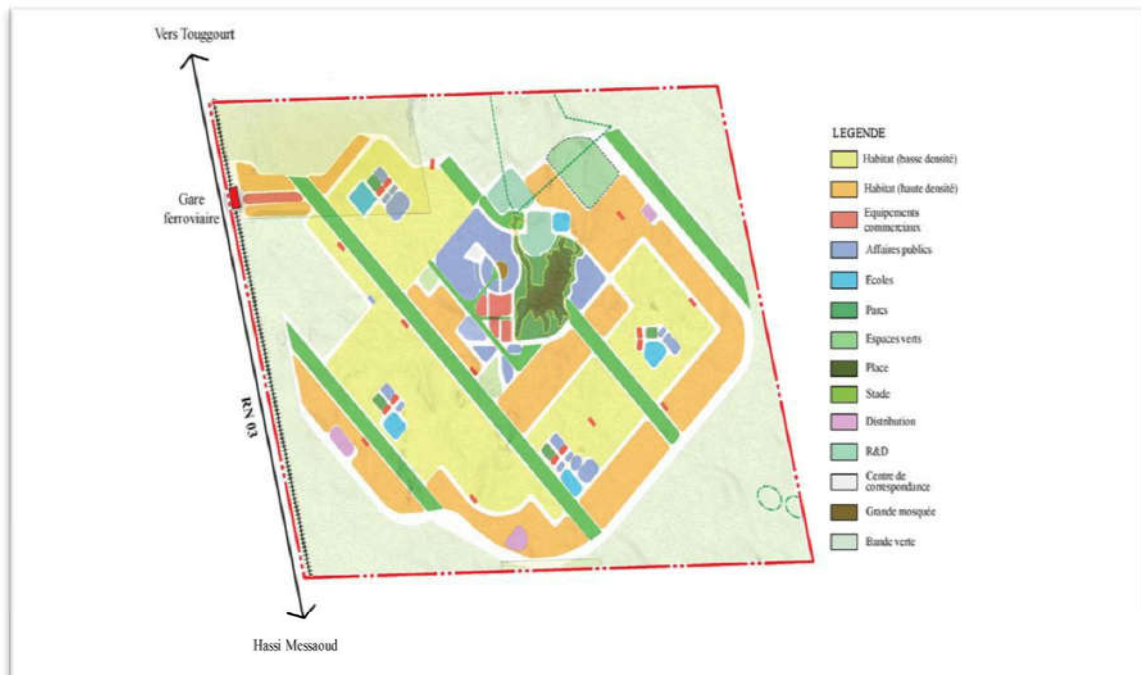 Vers Touggourt
Gare
ferroviaire
RN 03
Hassi Messaoud
LEGENDE
Habitat (basse densité)
Habitat (haute densité)
Equipements
commerciaux
Affaires publics
Ecoles
Parcs
Espaces verts
Place
Stade
Distribution
R&D
Centre de
correspondance
Grande mosquée
Bande verte